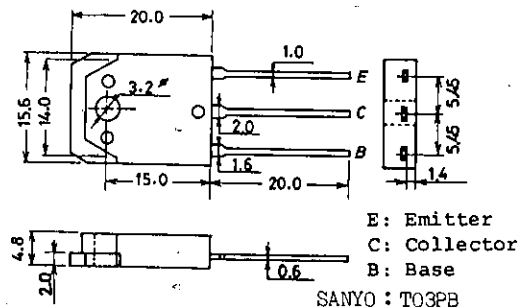 20.0
1.0
E
3.2ø
C
15.6
14.0
2.0
B
1.6
15.0
20.0
5.45
5.45
1.4
4.8
2.0
0.6
E: Emitter
C: Collector
B: Base
SANYO : TO3PB